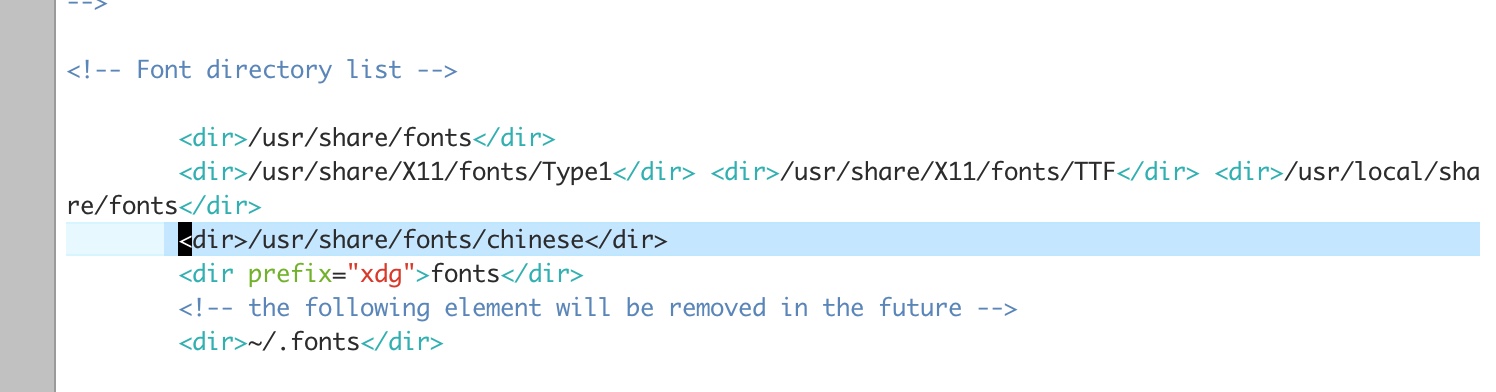 -->
<!-- Font directory list -->
<dir>/usr/share/fonts</dir>
<dir>/usr/share/X11/fonts/Type1</dir> <dir>/usr/share/X11/fonts/TTF</dir> <dir>/usr/local/sha
re/fonts</dir>
<dir>/usr/share/fonts/chinese</dir>
<dir prefix="xdg">fonts</dir>
<!-- the following element will be removed in the future -->
<dir>~/.fonts</dir>